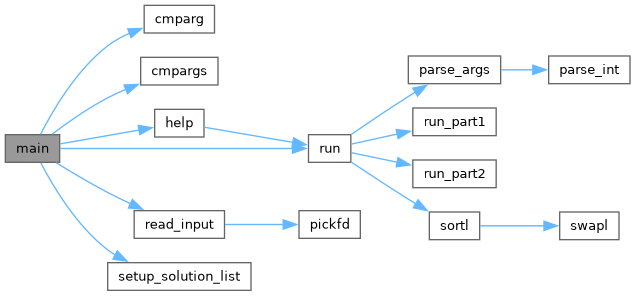 main
cmparg
cmpargs
help
read_input
setup_solution_list
run
pickfd
parse_args
run_part1
run_part2
sortl
parse_int
swapl